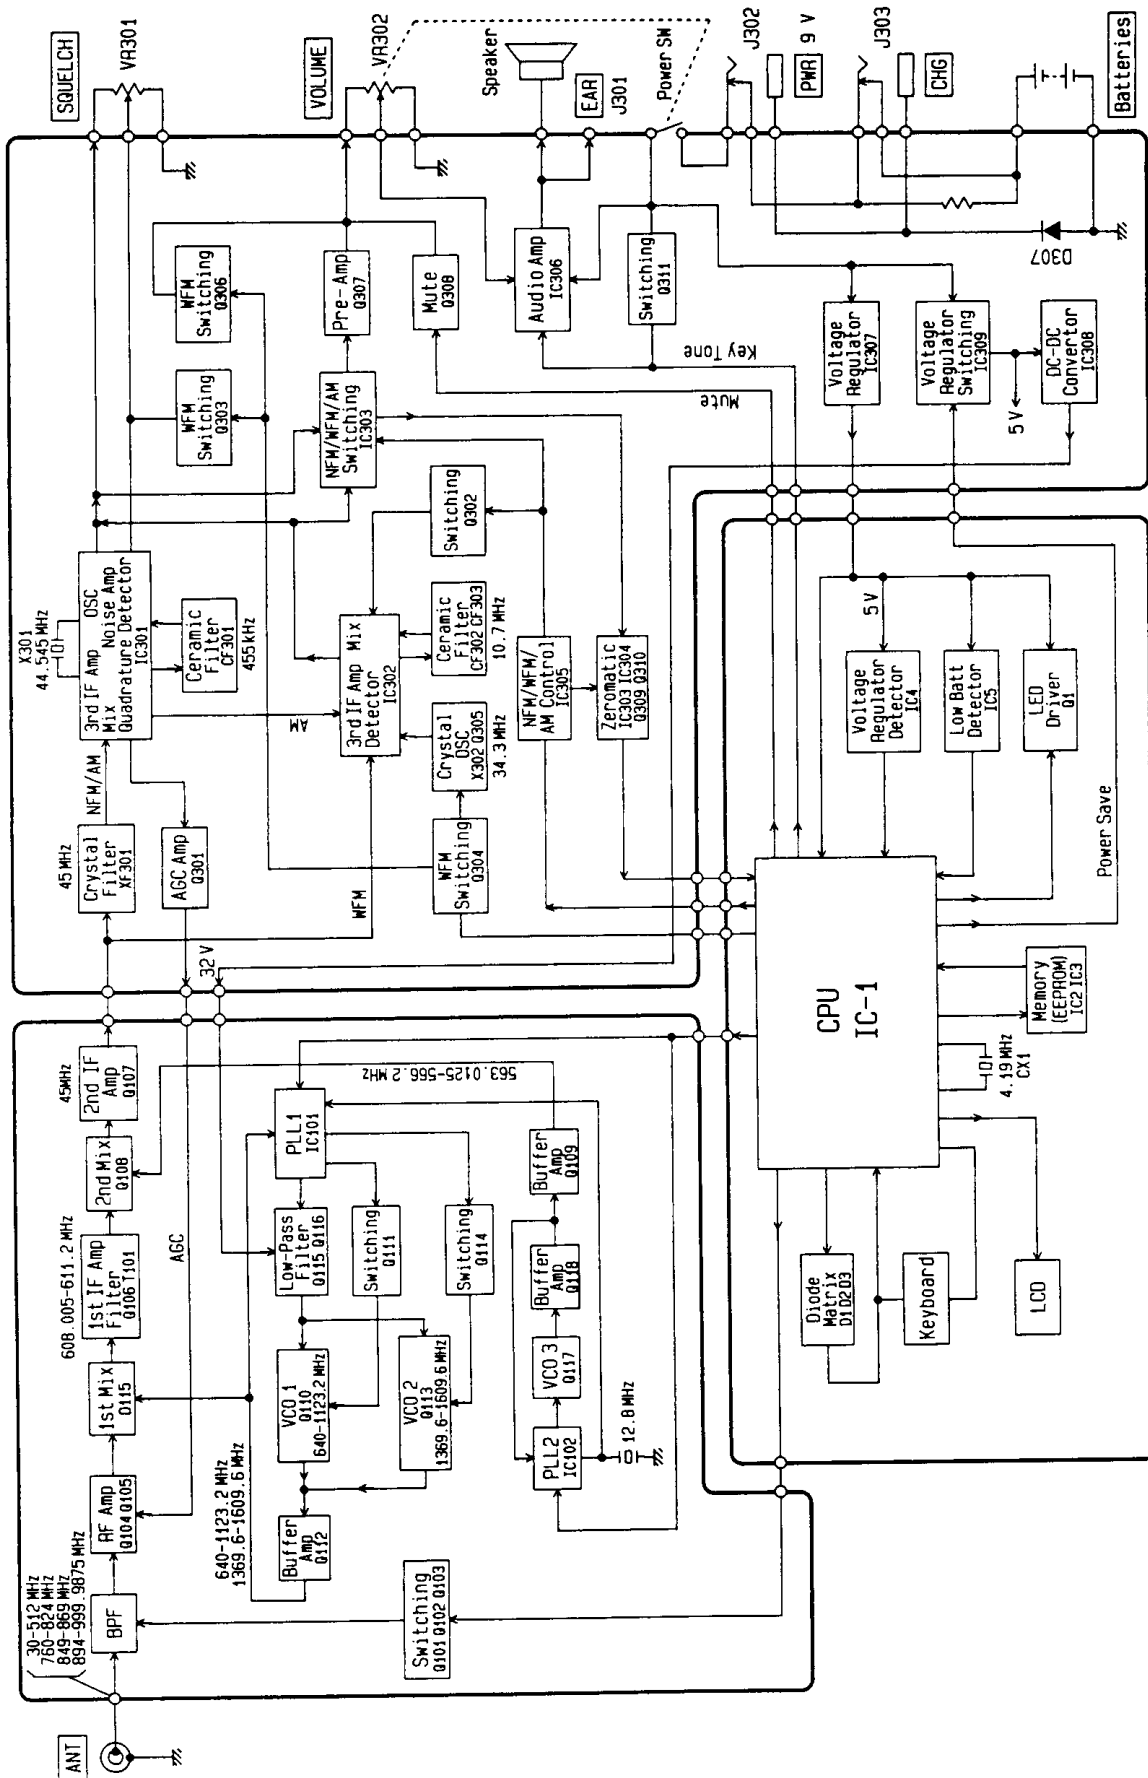 ANT
30-512 MHz
760-824 MHz
849-869 MHz
894-999.9875 MHz
BPF
RF Amp
Q104 Q105
1st Mix
D115
608.005-611.2 MHz
1st IF Amp
Filter
Q106 T101
2nd Mix
Q108
45MHz
2nd IF
Amp
Q107
AGC
Switching
Q101 Q102 Q103
640-1123.2 MHz
1369.6-1609.6 MHz
Buffer
Amp
Q112
VCO 1
Q110
640-1123.2 MHz
VCO 2
Q113
1369.6-1609.6 MHz
Low-Pass
Filter
Q115 Q116
Switching
Q111
Switching
Q114
PLL1
IC101
PLL2
IC102
12.8 MHz
VCO 3
Q117
Buffer
Amp
Q118
Buffer
Amp
Q109
563.0125-566.2 MHz
45 MHz
Crystal
Filter
XF301
NFM/AM
AGC Amp
Q301
32 V
WFM
AM
X301
44.545 MHz
3rd IF Amp OSC
Mix Noise Amp
Quadrature Detector
IC301
Ceramic
Filter
CF301
455 kHz
WFM
Switching
Q304
Crystal
OSC
X302 Q305
34.3 MHz
3rd IF Amp Mix
Detector
IC302
Ceramic
Filter
CF302 CF303
10.7 MHz
Switching
Q302
NFM/WFM/
AM Control
IC305
Zeromatic
IC303 IC304
Q309 Q310
WFM
Switching
Q303
WFM
Switching
Q306
NFM/WFM/AM
Switching
IC303
Pre-Amp
Q307
Mute
Q308
Audio Amp
IC306
Switching
Q311
Key Tone
Mute
SQUELCH
VR301
VOLUME
VR302
Speaker
EAR
J301
Power SW
J302
PWR
9 V
J303
CHG
Batteries
D307
Voltage
Regulator
IC307
Voltage
Regulator
Switching
IC309
5 V
DC-DC
Convertor
IC308
5 V
Voltage
Regulator
Detector
IC4
Low Batt
Detector
IC5
LED
Driver
Q1
Power Save
CPU
IC-1
Memory
(EEPROM)
IC2 IC3
4.19 MHz
CX1
Diode
Matrix
D1 D2 D3
Keyboard
LCD